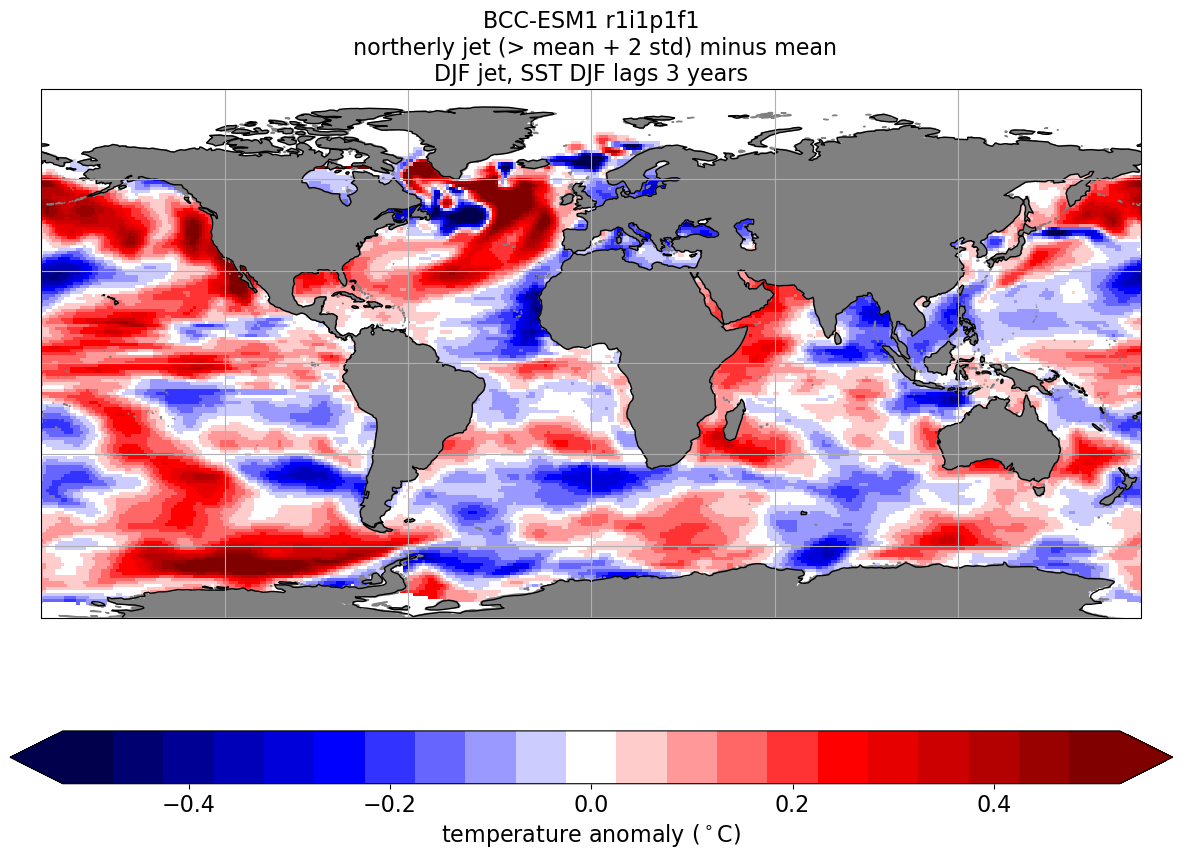 BCC-ESM1 r1i1p1f1
northerly jet (> mean + 2 std) minus mean
DJF jet, SST DJF lags 3 years
−0.4 −0.2 0.0 0.2 0.4
temperature anomaly (∘C)